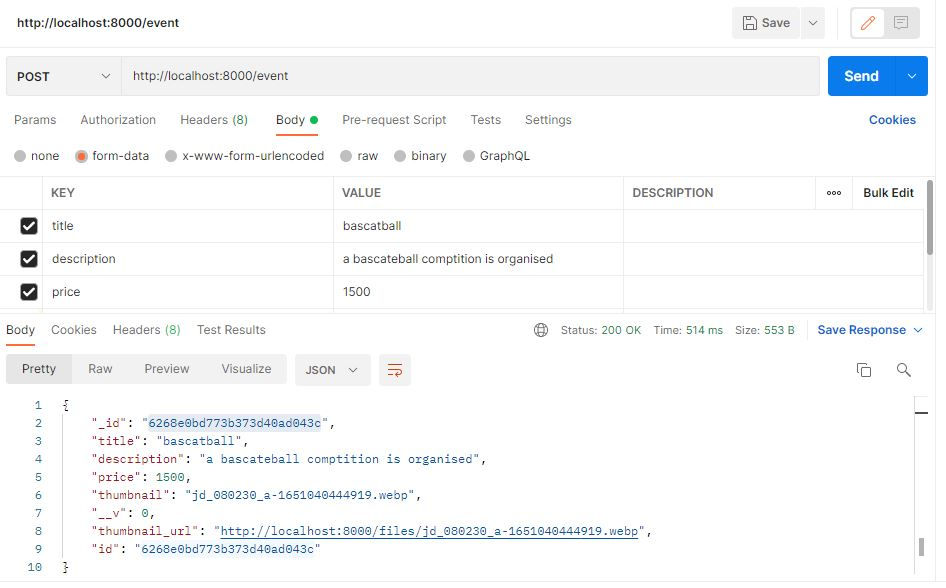 http://localhost:8000/event
Save
POST http://localhost:8000/event Send
Params Authorization Headers (8) Body Pre-request Script Tests Settings Cookies
none form-data x-www-form-urlencoded raw binary GraphQL
KEY VALUE DESCRIPTION ooo Bulk Edit
title bascatball
description a bascateball comptition is organised
price 1500
Body Cookies Headers (8) Test Results Status: 200 OK Time: 514 ms Size: 553 B Save Response
Pretty Raw Preview Visualize JSON
1 {
2 "_id": "6268e0bd773b373d40ad043c",
3 "title": "bascatball",
4 "description": "a bascateball comptition is organised",
5 "price": 1500,
6 "thumbnail": "jd_080230_a-1651040444919.webp",
7 "__v": 0,
8 "thumbnail_url": "http://localhost:8000/files/jd_080230_a-1651040444919.webp",
9 "id": "6268e0bd773b373d40ad043c"
10 }